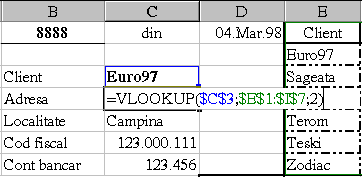 B C D E
8888 din 04.Mar.98 Client
Euro97
Client Euro97 Sageata
Adresa =VLOOKUP($C$3;$B$1:$I$7;2)
Localitate Campina Terom
Cod fiscal 123.000.111 Teski
Cont bancar 123.456 Zodiac